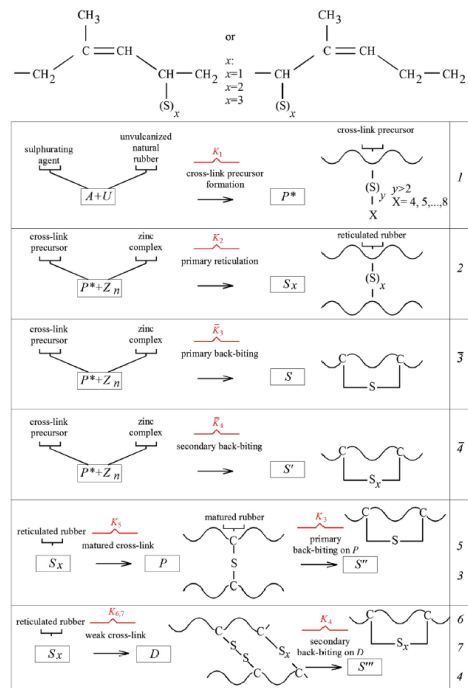 CH3
or
C=CH
x:
CH2 CH CH2 x=1 CH C=CH CH2-CH2
x=2
x=3
(S)x (S)x
CH3
sulphurating agent
unvulcanized natural rubber
A+U
K1
cross-link precursor formation
P*
cross-link precursor
(S)y y>2
X X= 4, 5,...,8
1
cross-link precursor
zinc complex
P*+Zn
K2
primary reticulation
Sx
reticulated rubber
(S)x
2
cross-link precursor
zinc complex
P*+Zn
K̅3
primary back-biting
S
C C
S
3̅
cross-link precursor
zinc complex
P*+Zn
K̅4
secondary back-biting
S'
C C
Sx
4̅
reticulated rubber
Sx
K5
matured cross-link
P
matured rubber
C
S
C
K3
primary back-biting on P
S''
C C
S
5
3
reticulated rubber
Sx
K6,7
weak cross-link
D
C C
S Sx
S
C C
K4
secondary back-biting on D
S'''
C C
Sx
6
7
4